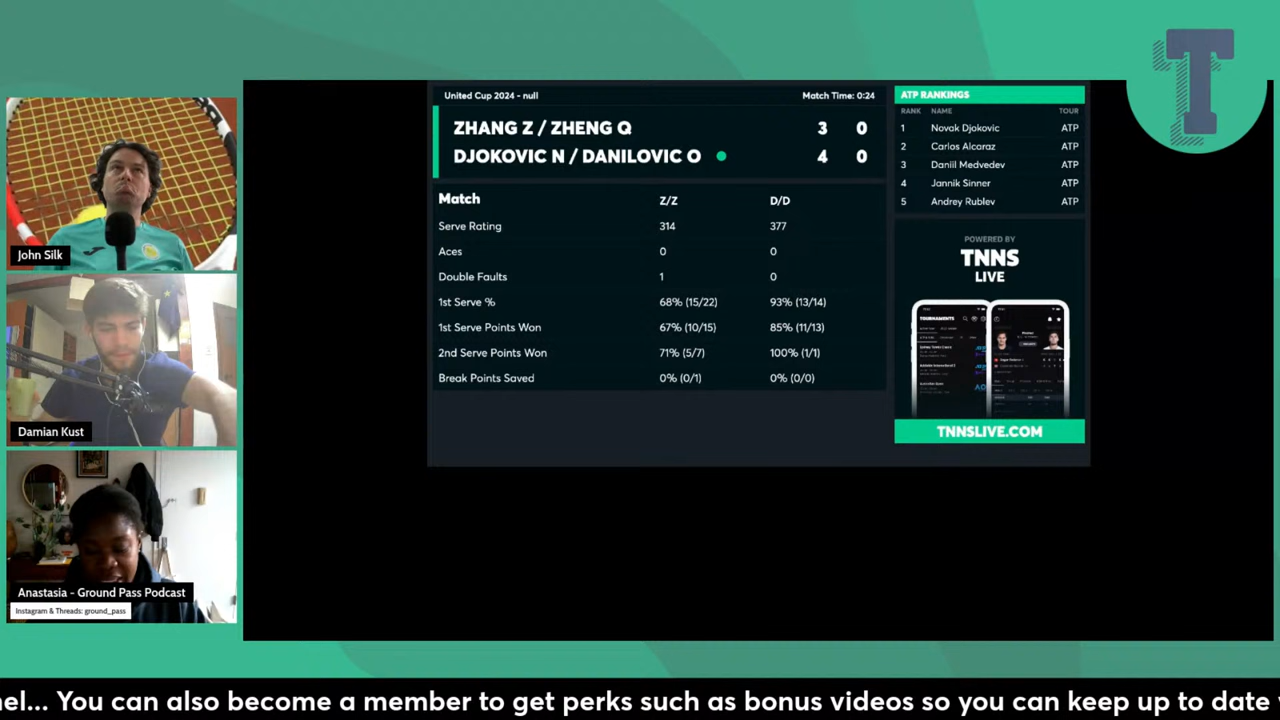 John Silk
Damian Kust
Anastasia - Ground Pass Podcast
Instagram & Threads: ground_pass
United Cup 2024 - null
Match Time: 0:24
ZHANG Z / ZHENG Q 3 0
DJOKOVIC N / DANILOVIC O 4 0
Match Z/Z D/D
Serve Rating 314 377
Aces 0 0
Double Faults 1 0
1st Serve % 68% (15/22) 93% (13/14)
1st Serve Points Won 67% (10/15) 85% (11/13)
2nd Serve Points Won 71% (5/7) 100% (1/1)
Break Points Saved 0% (0/1) 0% (0/0)
ATP RANKINGS
RANK NAME TOUR
1 Novak Djokovic ATP
2 Carlos Alcaraz ATP
3 Daniil Medvedev ATP
4 Jannik Sinner ATP
5 Andrey Rublev ATP
POWERED BY
TNNS
LIVE
TOURNAMENTS
TNNSLIVE.COM
T
nel... You can also become a member to get perks such as bonus videos so you can keep up to date